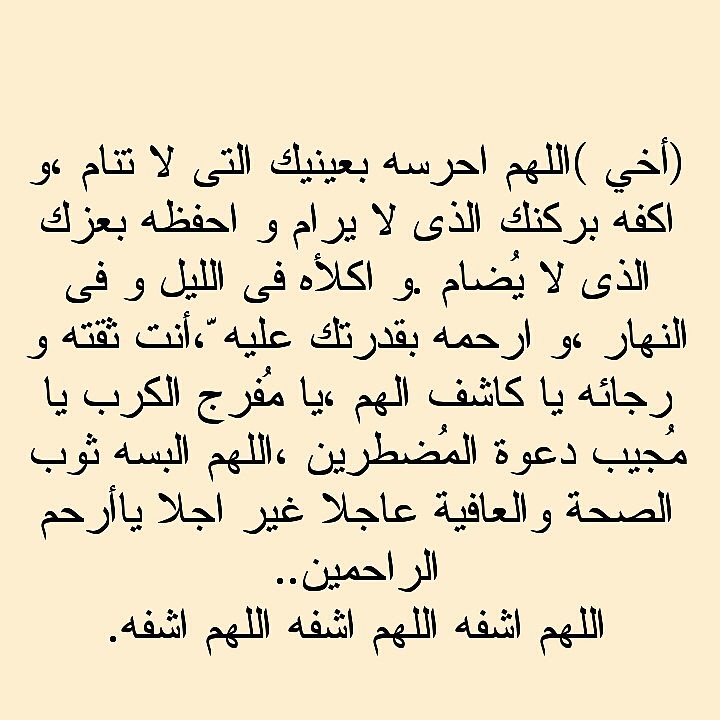 (أخي )اللهم احرسه بعينيك التى لا تنام ،و
اكفه بركنك الذى لا يرام و احفظه بعزك
الذى لا يُضام .و اكلأه فى الليل و فى
النهار ،و ارحمه بقدرتك عليه ّ،أنت ثقته و
رجائه يا كاشف الهم ،يا مُفرج الكرب يا
مُجيب دعوة المُضطرين ،اللهم البسه ثوب
الصحة والعافية عاجلا غير اجلا ياأرحم
الراحمين..
اللهم اشفه اللهم اشفه اللهم اشفه.